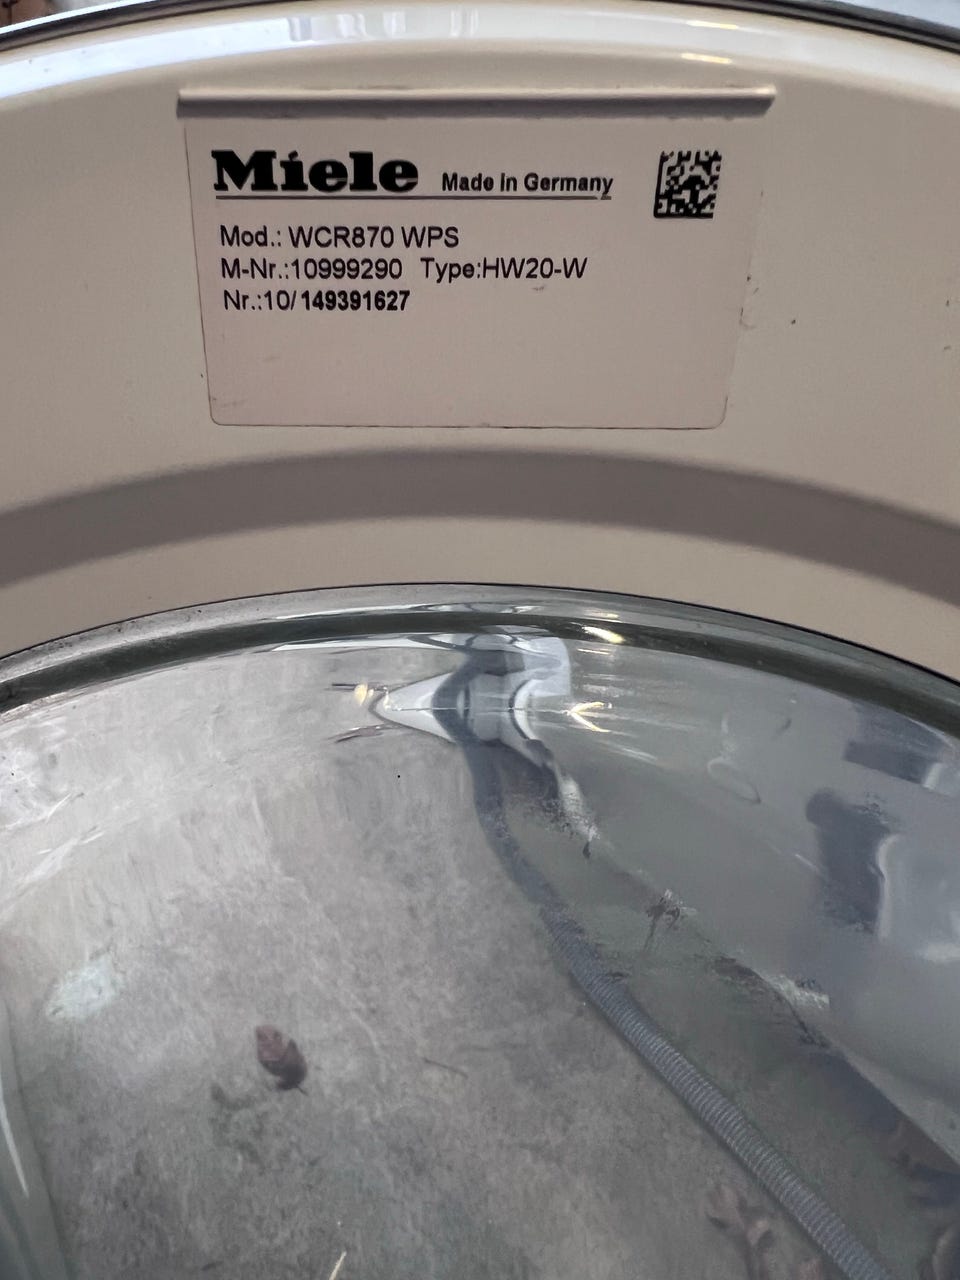 Miele Made in Germany
Mod.: WCR870 WPS
M-Nr.:10999290 Type:HW20-W
Nr.:10/149391627